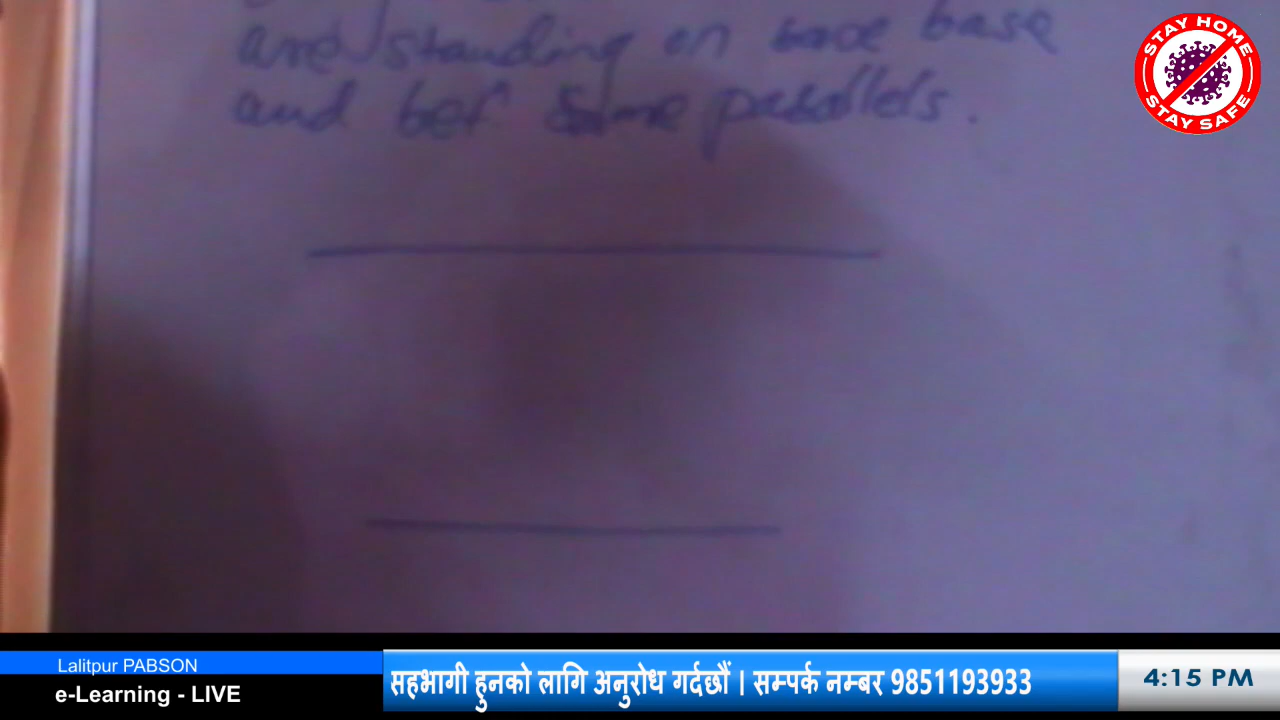 are standing on same base
and bet same parallels.
STAY HOME
STAY SAFE
Lalitpur PABSON
e-Learning - LIVE
सहभागी हुनको लागि अनुरोध गर्दछौं । सम्पर्क नम्बर 9851193933
4:15 PM